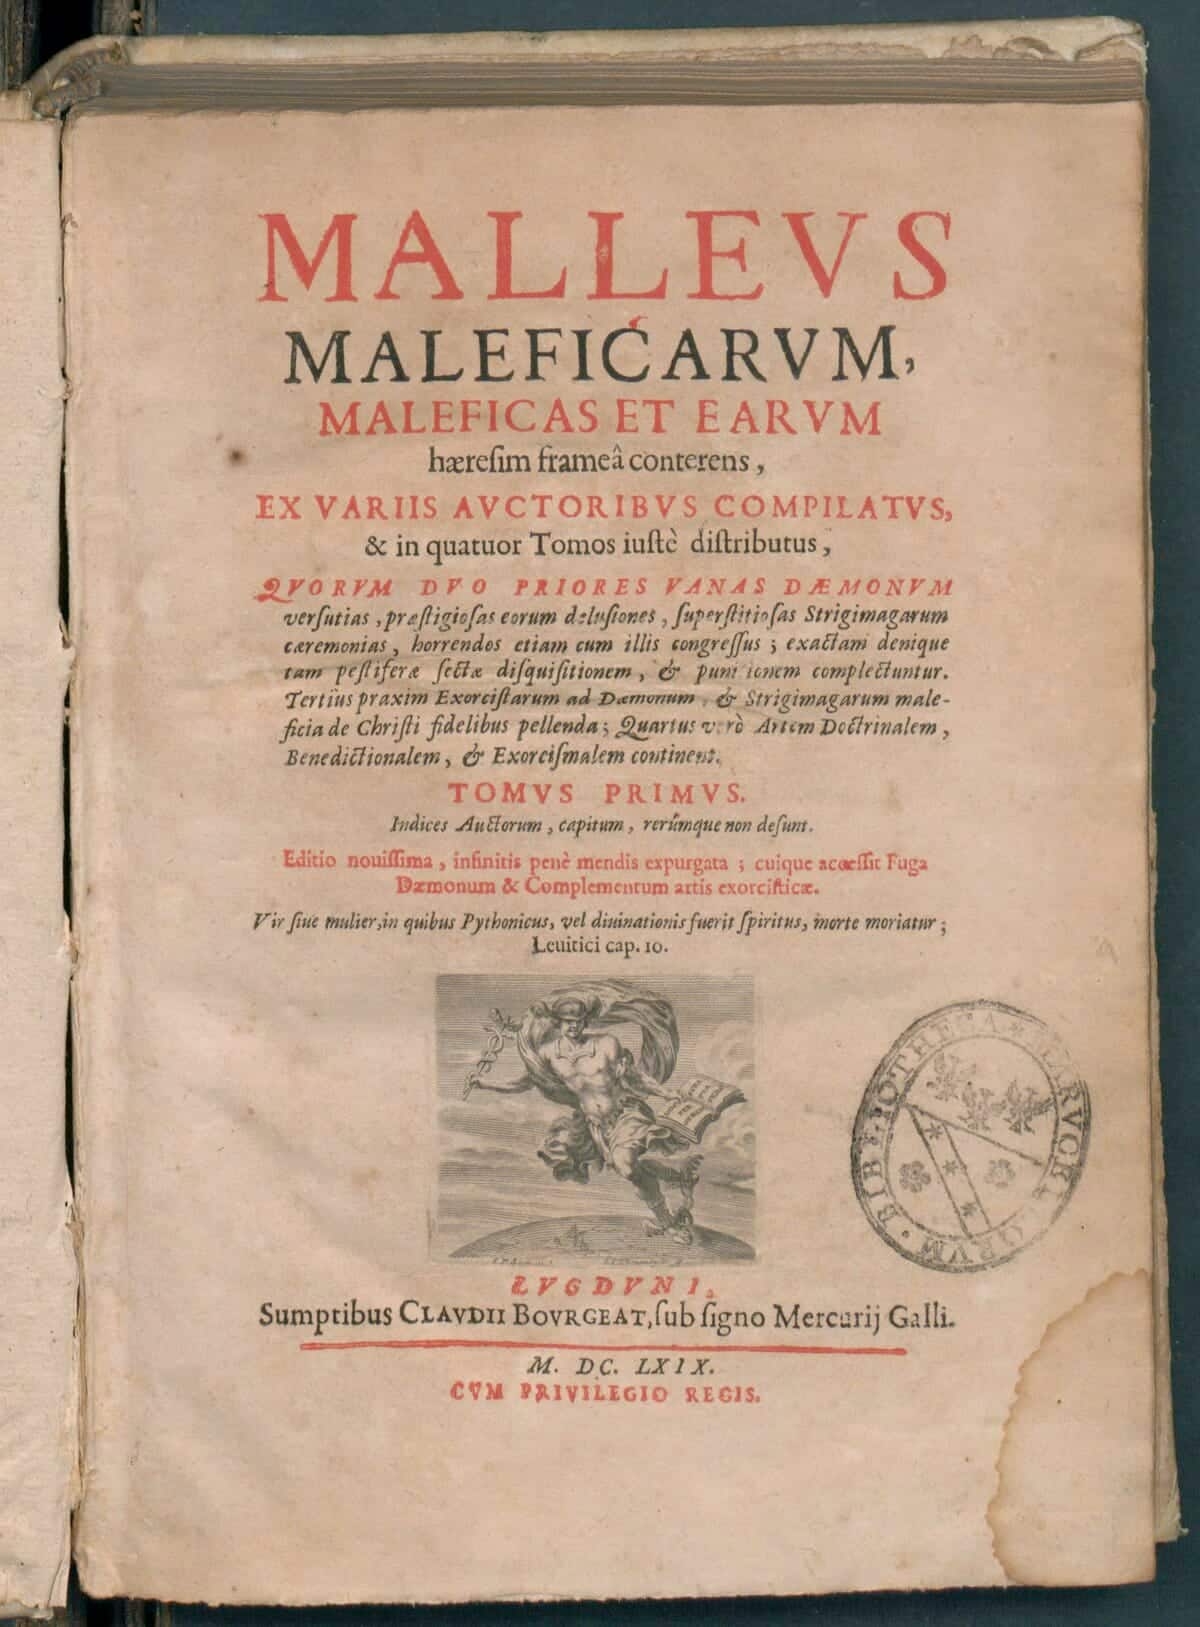 MALLEVS
MALEFICARVM,
MALEFICAS ET EARVM
hæresim frameâ conterens,
EX VARIIS AVCTORIBVS COMPILATVS,
& in quatuor Tomos iustè distributus,
QVORVM DVO PRIORES VANAS DÆMONVM
versutias, præstigiosas eorum delusiones, superstitiosas Strigimagarum
cæremonias, horrendos etiam cum illis congressus; exactam denique
tam pestiferæ sectæ disquisitionem, & punitionem complectuntur.
Tertius praxim Exorcistarum ad Dæmonum, & Strigimagarum male-
ficia de Christi fidelibus pellenda; Quartus verò Artem Doctrinalem,
Benedictionalem, & Exorcismalem continent.
TOMVS PRIMVS.
Indices Auctorum, capitum, rerúmque non desunt.
Editio nouissima, infinitis penè mendis expurgata; cuique accessit Fuga
Dæmonum & Complementum artis exorcisticæ.
Vir siue mulier, in quibus Pythonicus, vel diuinationis fuerit spiritus, morte moriatur;
Leuitici cap. 10.
BIBLIOTHECA HARVCRIORVM
LVGDVNI,
Sumptibus CLAVDII BOVRGEAT, sub signo Mercurij Galli.
M. DC. LXIX.
CVM PRIVILEGIO REGIS.